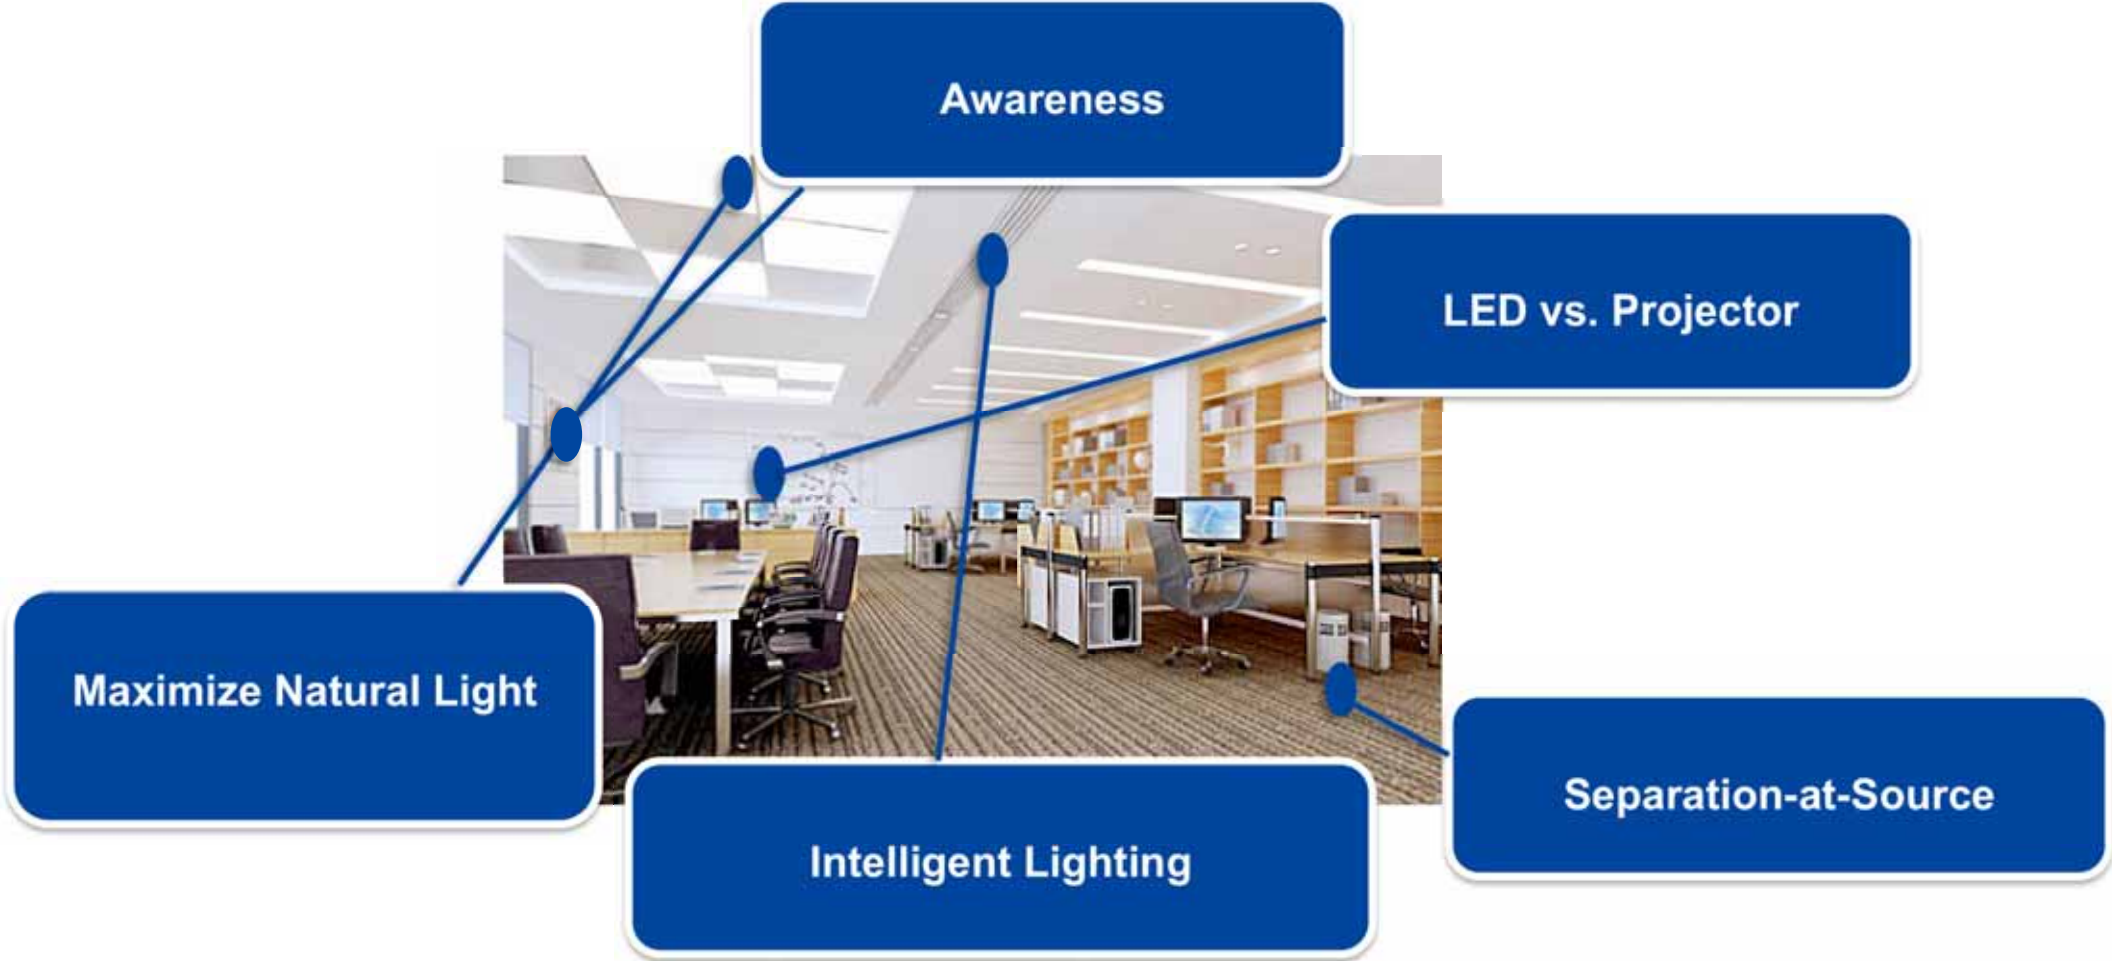 Awareness
LED vs. Projector
Maximize Natural Light
Separation-at-Source
Intelligent Lighting